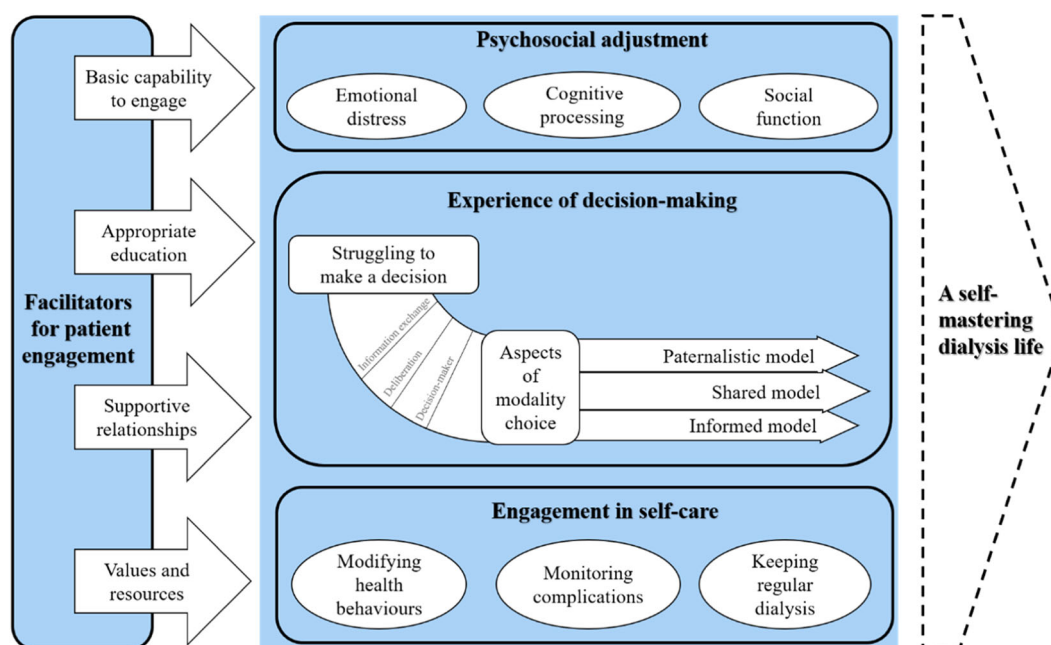 Facilitators
for patient
engagement
Basic capability
to engage
Appropriate
education
Supportive
relationships
Values and
resources
Psychosocial adjustment
Emotional
distress
Cognitive
processing
Social
function
Experience of decision-making
Struggling to
make a decision
Information exchange
Deliberation
Decision-maker
Aspects
of
modality
choice
Paternalistic model
Shared model
Informed model
Engagement in self-care
Modifying
health
behaviours
Monitoring
complications
Keeping
regular
dialysis
A self-
mastering
dialysis life